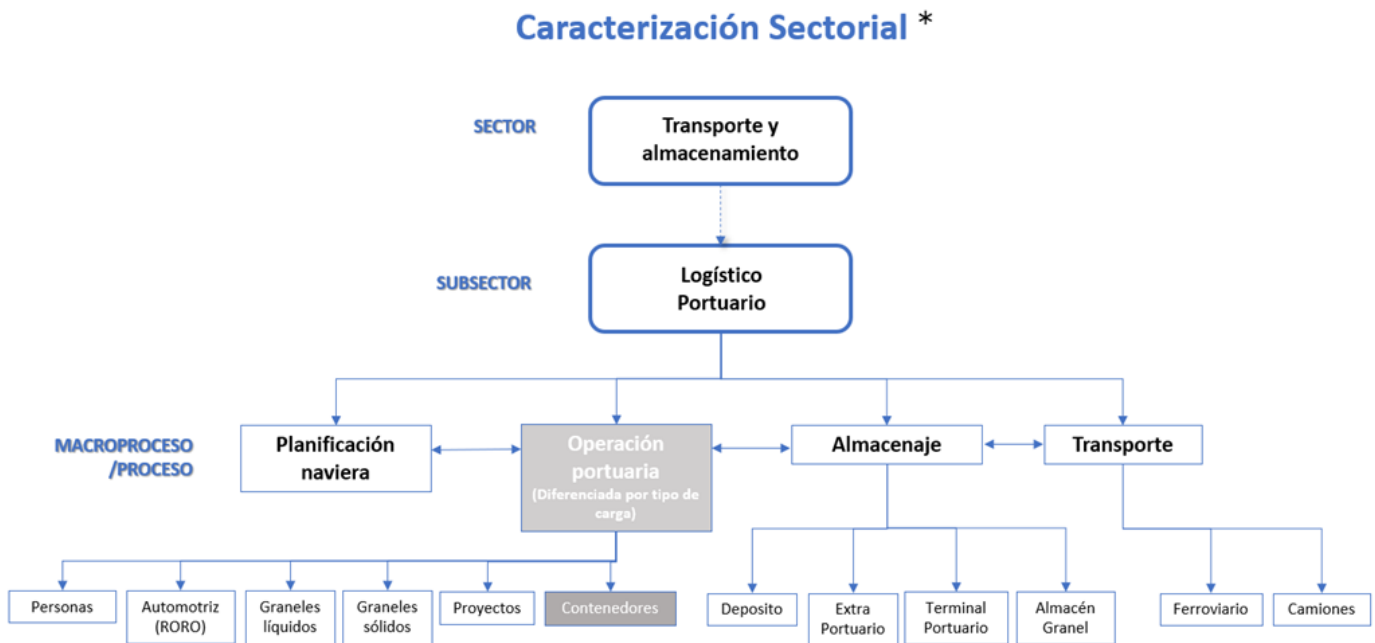 Caracterización Sectorial *
SECTOR
Transporte y
almacenamiento
SUBSECTOR
Logístico
Portuario
MACROPROCESO
/PROCESO
Planificación
naviera
Operación
portuaria
(Diferenciada por tipo de
carga)
Almacenaje
Transporte
Personas
Automotriz
(RORO)
Graneles
líquidos
Graneles
sólidos
Proyectos
Contenedores
Deposito
Extra
Portuario
Terminal
Portuario
Almacén
Granel
Ferroviario
Camiones